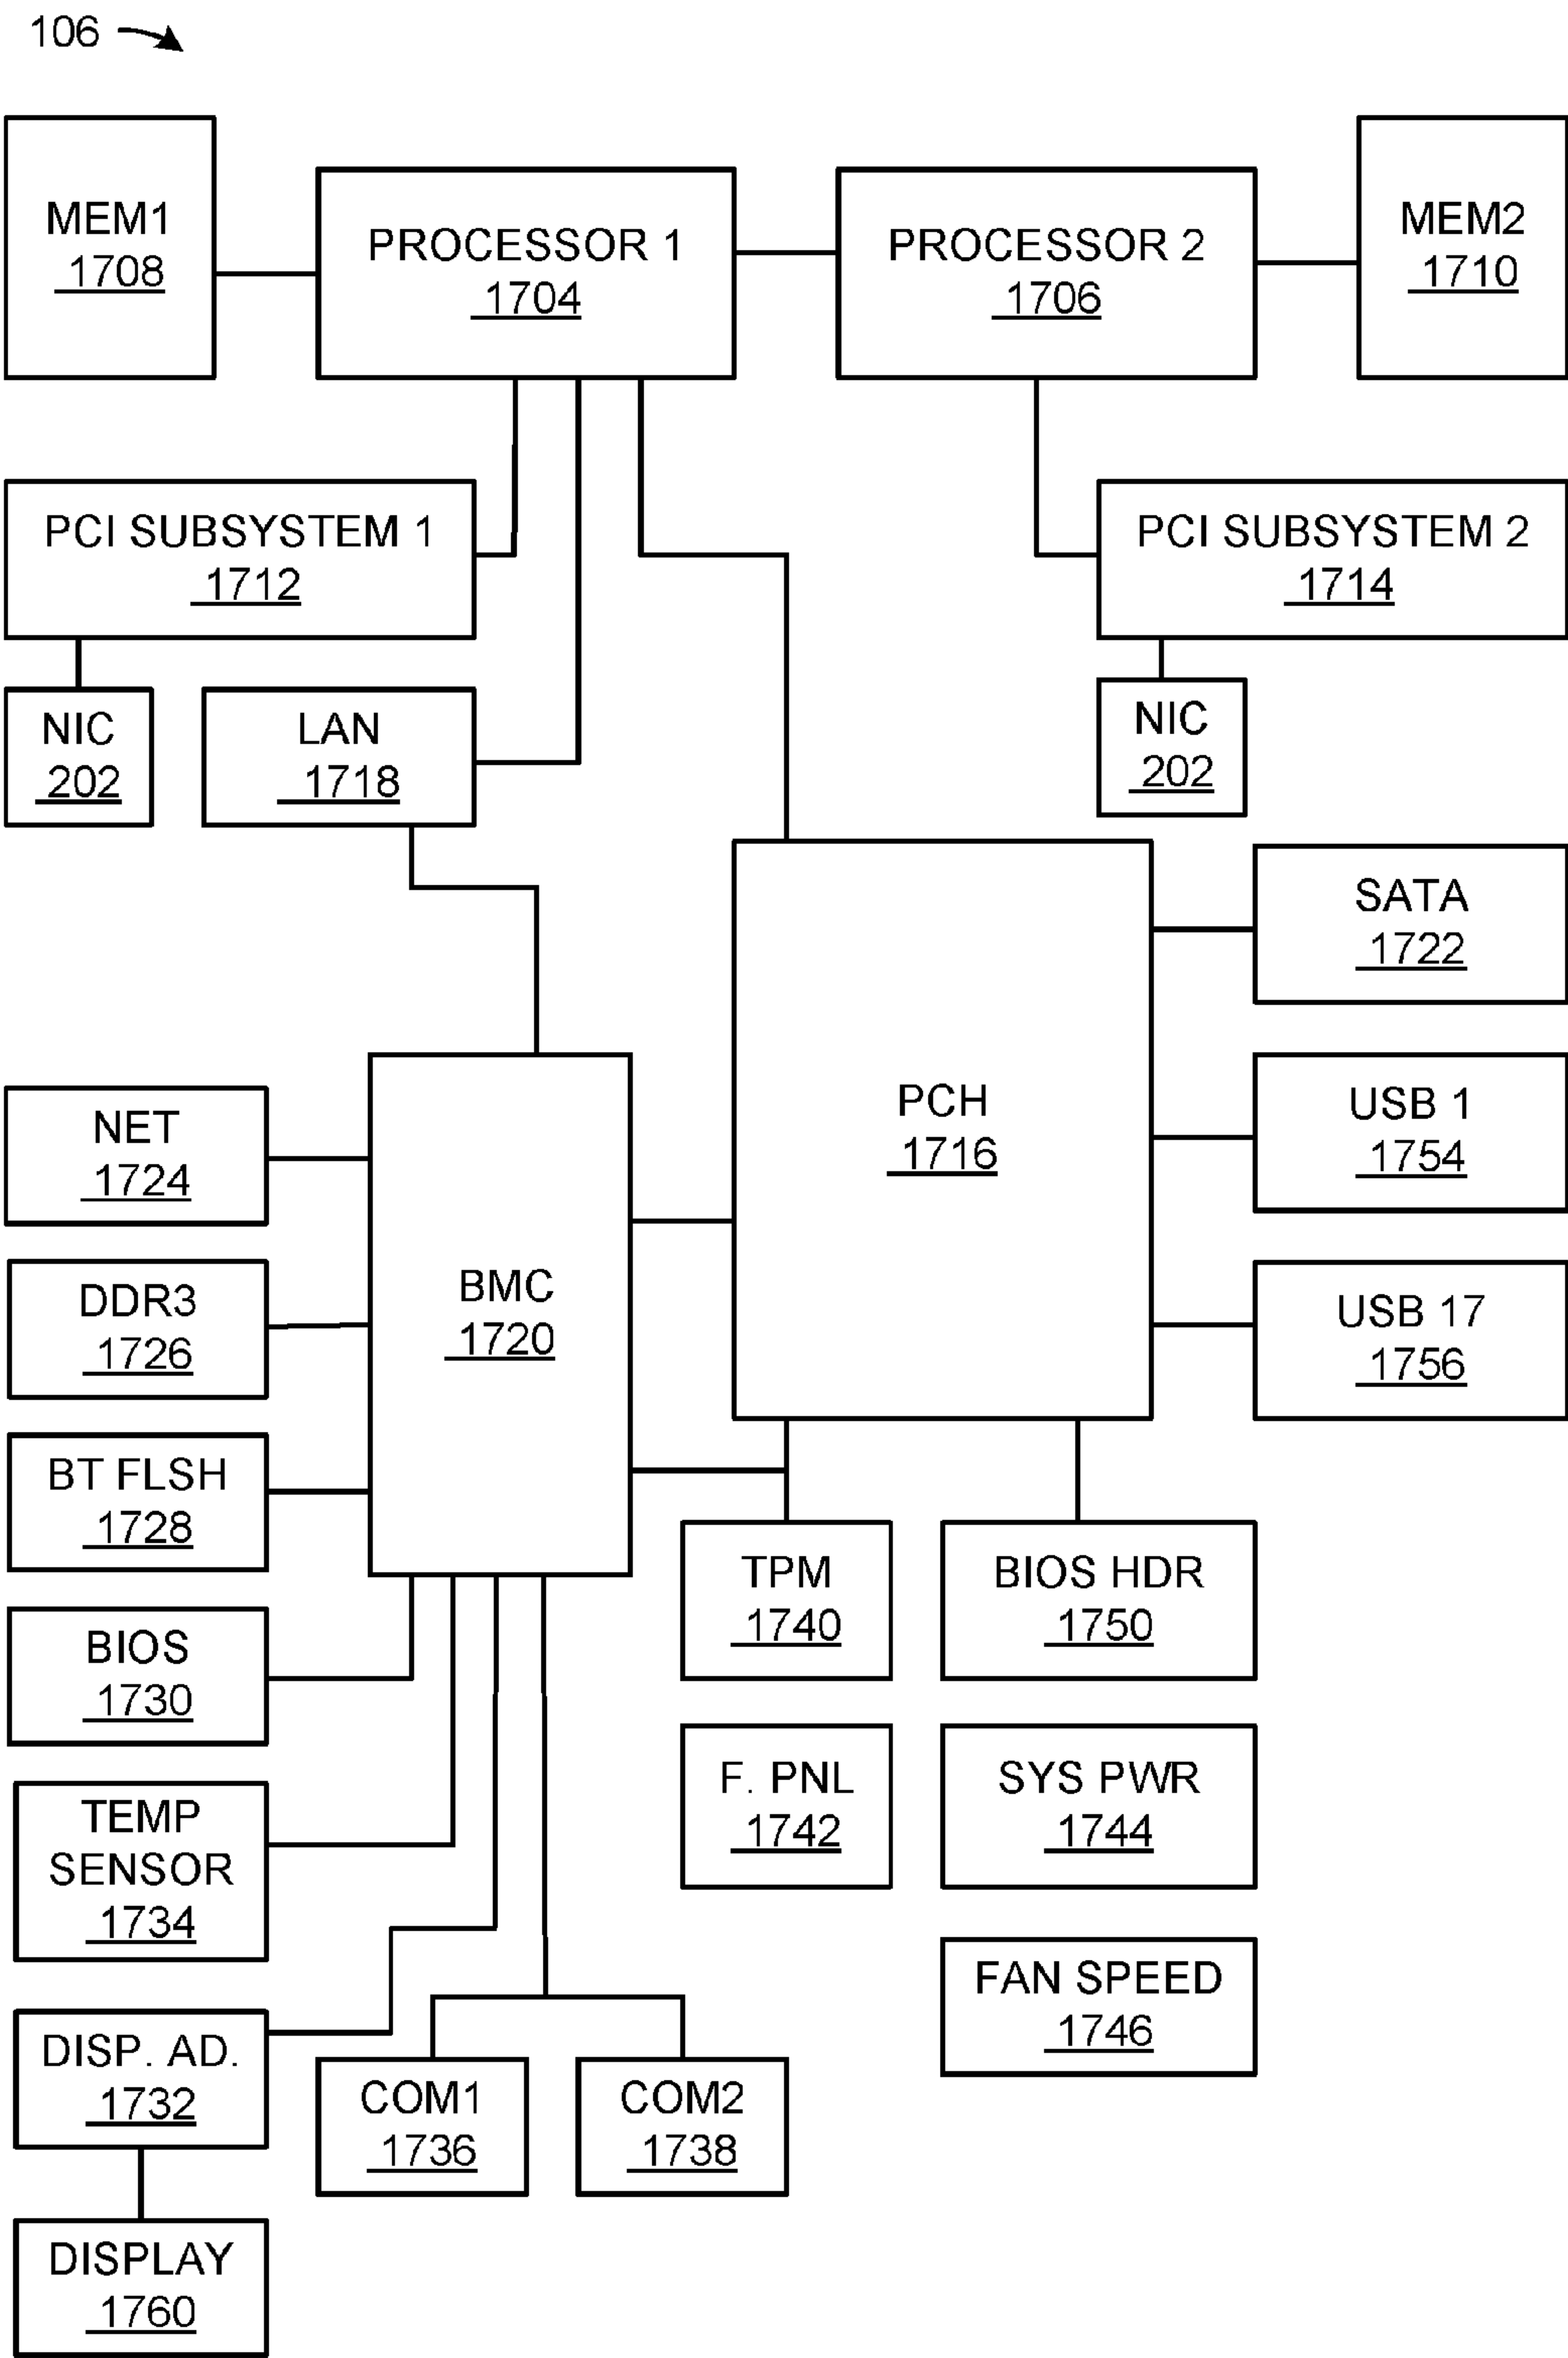 106
MEM1
1708
PROCESSOR 1
1704
PROCESSOR 2
1706
MEM2
1710
PCI SUBSYSTEM 1
1712
PCI SUBSYSTEM 2
1714
NIC
202
LAN
1718
NIC
202
SATA
1722
PCH
1716
USB 1
1754
NET
1724
BMC
1720
DDR3
1726
USB 17
1756
BT FLSH
1728
TPM
1740
BIOS HDR
1750
BIOS
1730
F. PNL
1742
SYS PWR
1744
TEMP
SENSOR
1734
FAN SPEED
1746
DISP. AD.
1732
COM1
1736
COM2
1738
DISPLAY
1760